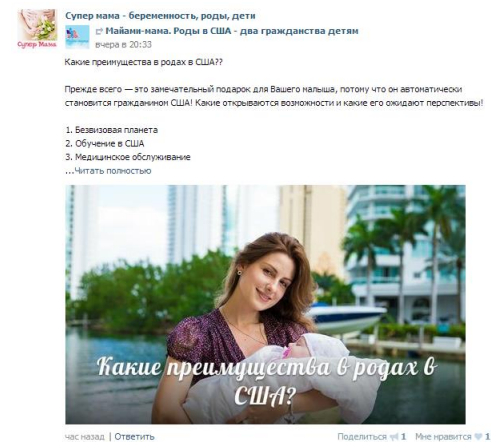 Супер мама - беременность, роды, дети
Супер Мама
Майами-мама. Роды в США - два гражданства детям
вчера в 20:33
Какие преимущества в родах в США??
Прежде всего — это замечательный подарок для Вашего малыша, потому что он автоматически
становится гражданином США! Какие открываются возможности и какие его ожидают перспективы!
1. Безвизовая планета
2. Обучение в США
3. Медицинское обслуживание
...Читать полностью
Какие преимущества в родах в
США?
час назад | Ответить
Поделиться 1 Мне нравится 1